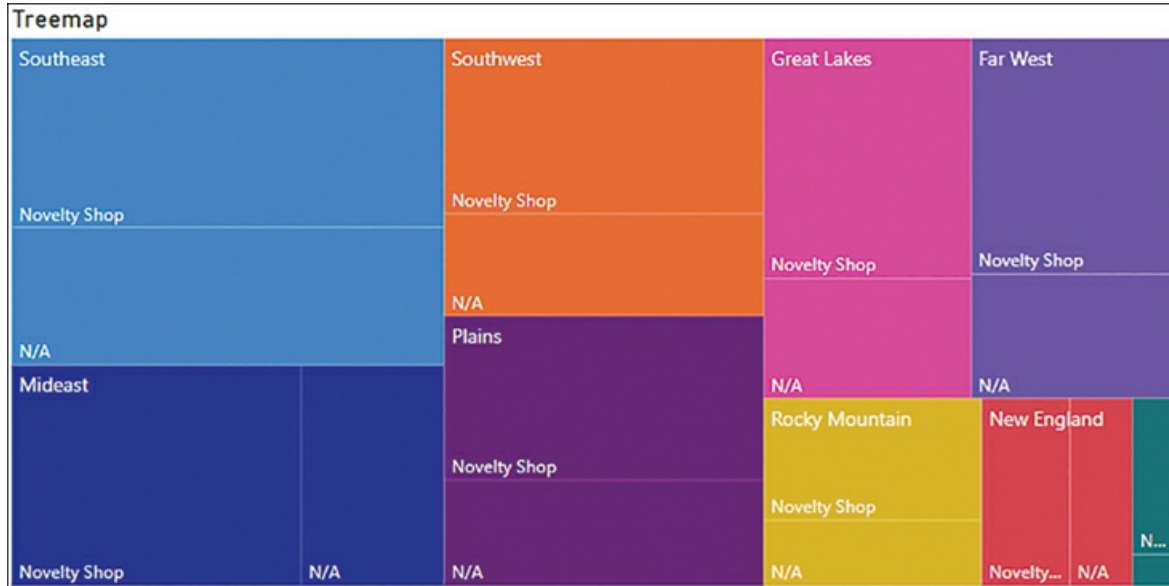 Treemap
Southeast
Novelty Shop
N/A
Mideast
Novelty Shop
N/A
Southwest
Novelty Shop
N/A
Plains
Novelty Shop
N/A
Great Lakes
Novelty Shop
N/A
Far West
Novelty Shop
N/A
Rocky Mountain
Novelty Shop
N/A
New England
Novelty...
N/A
N...